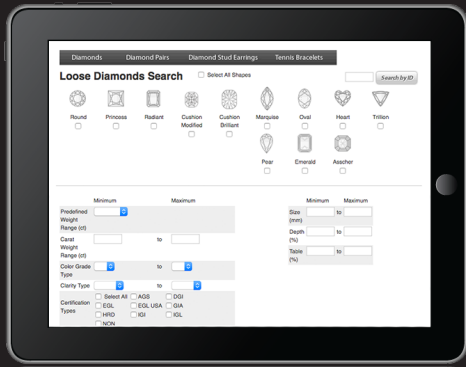 Diamonds Diamond Pairs Diamond Stud Earrings Tennis Bracelets
Loose Diamonds Search Select All Shapes Search by ID
Round Princess Radiant Cushion Modified Cushion Brilliant Marquise Oval Heart Trillion
Pear Emerald Asscher
Minimum Maximum
Predefined Weight Range (ct)
Carat Weight Range (ct) to
Color Grade Type to
Clarity Type to
Certification Types Select All AGS DGI
EGL EGL USA GIA
HRD IGI IGL
NON
Minimum Maximum
Size (mm) to
Depth (%) to
Table (%) to